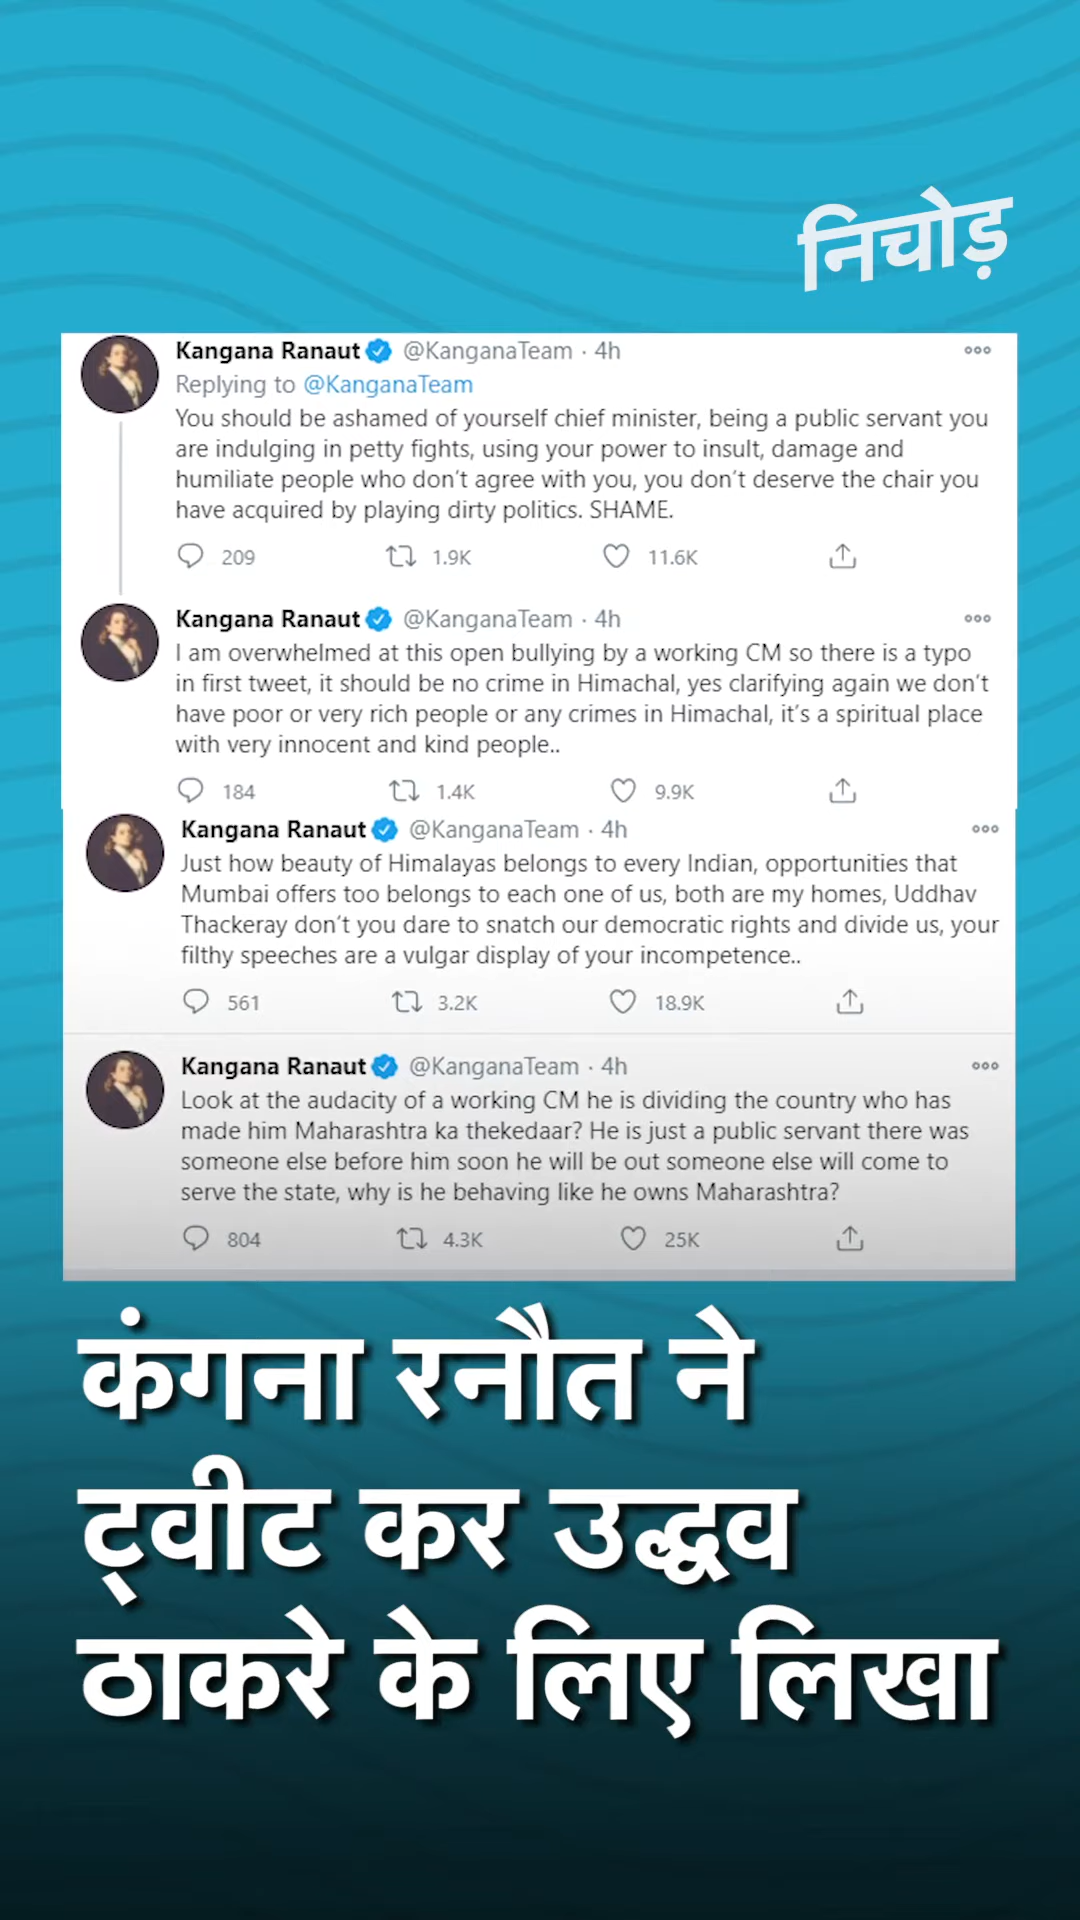 निचोड़
Kangana Ranaut @KanganaTeam · 4h
Replying to @KanganaTeam
You should be ashamed of yourself chief minister, being a public servant you
are indulging in petty fights, using your power to insult, damage and
humiliate people who don't agree with you, you don't deserve the chair you
have acquired by playing dirty politics. SHAME.
209 1.9K 11.6K
Kangana Ranaut @KanganaTeam · 4h
I am overwhelmed at this open bullying by a working CM so there is a typo
in first tweet, it should be no crime in Himachal, yes clarifying again we don't
have poor or very rich people or any crimes in Himachal, it's a spiritual place
with very innocent and kind people..
184 1.4K 9.9K
Kangana Ranaut @KanganaTeam · 4h
Just how beauty of Himalayas belongs to every Indian, opportunities that
Mumbai offers too belongs to each one of us, both are my homes, Uddhav
Thackeray don't you dare to snatch our democratic rights and divide us, your
filthy speeches are a vulgar display of your incompetence..
561 3.2K 18.9K
Kangana Ranaut @KanganaTeam · 4h
Look at the audacity of a working CM he is dividing the country who has
made him Maharashtra ka thekedaar? He is just a public servant there was
someone else before him soon he will be out someone else will come to
serve the state, why is he behaving like he owns Maharashtra?
804 4.3K 25K
कंगना रनौत ने
ट्वीट कर उद्धव
ठाकरे के लिए लिखा